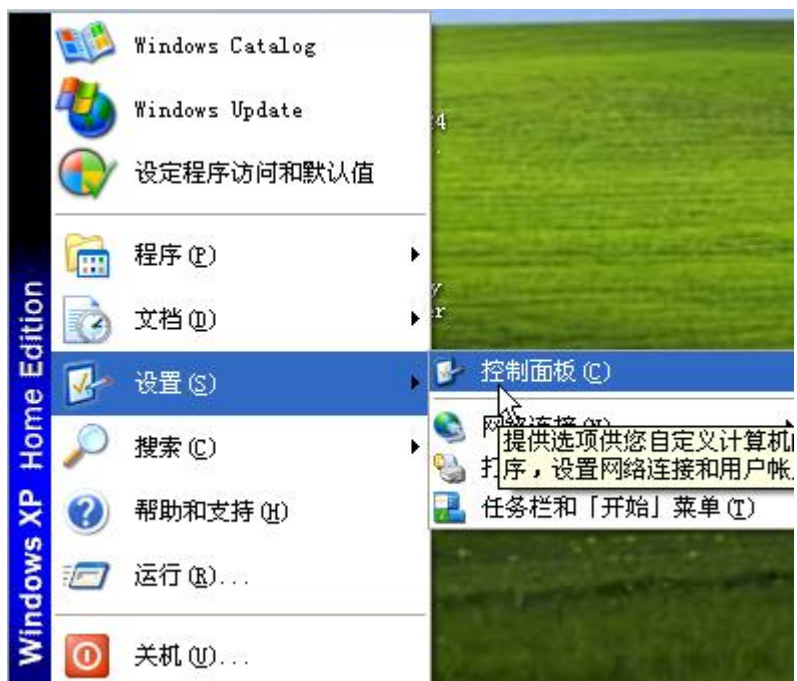 Windows Catalog
Windows Update
设定程序访问和默认值
程序(P)
文档(D)
设置(S)
搜索(C)
帮助和支持(H)
运行(R)...
关机(U)...
Windows XP Home Edition
控制面板(C)
提供选项供您自定义计算机
序，设置网络连接和用户帐
任务栏和「开始」菜单(T)